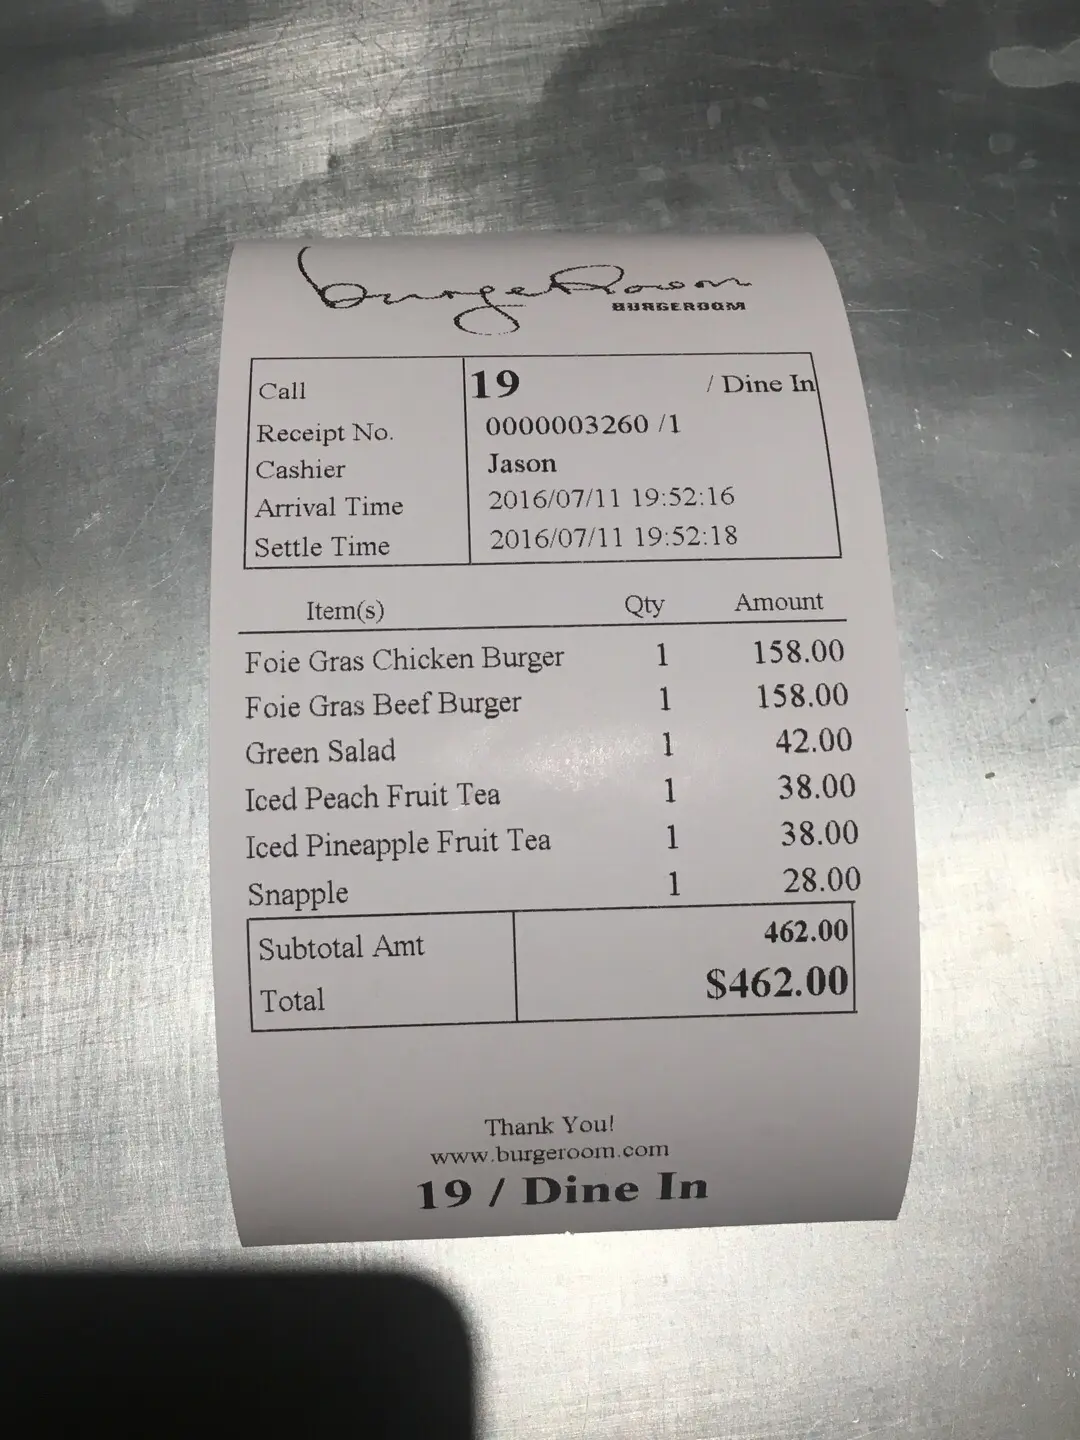 burgeRoom
BURGEROOM
Call 19 / Dine In
Receipt No. 0000003260 /1
Cashier Jason
Arrival Time 2016/07/11 19:52:16
Settle Time 2016/07/11 19:52:18
Item(s) Qty Amount
Foie Gras Chicken Burger 1 158.00
Foie Gras Beef Burger 1 158.00
Green Salad 1 42.00
Iced Peach Fruit Tea 1 38.00
Iced Pineapple Fruit Tea 1 38.00
Snapple 1 28.00
Subtotal Amt 462.00
Total $462.00
Thank You!
www.burgeroom.com
19 / Dine In